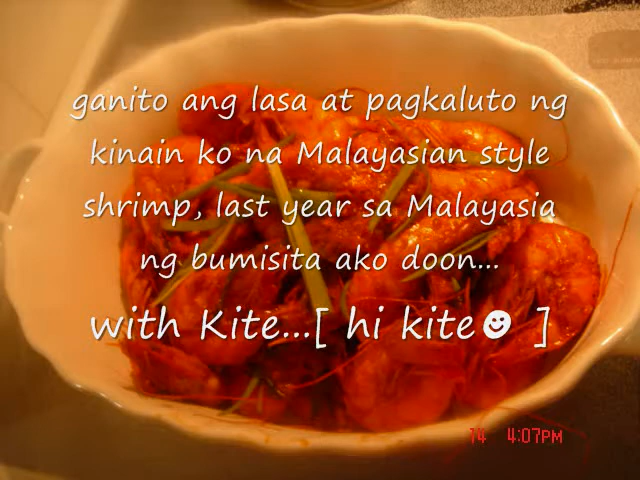 ganito ang lasa at pagkaluto ng
kinain ko na Malayasian style
shrimp, last year sa Malayasia
ng bumisita ako doon...
with Kite...[ hi kite☻ ]
14 4:07PM